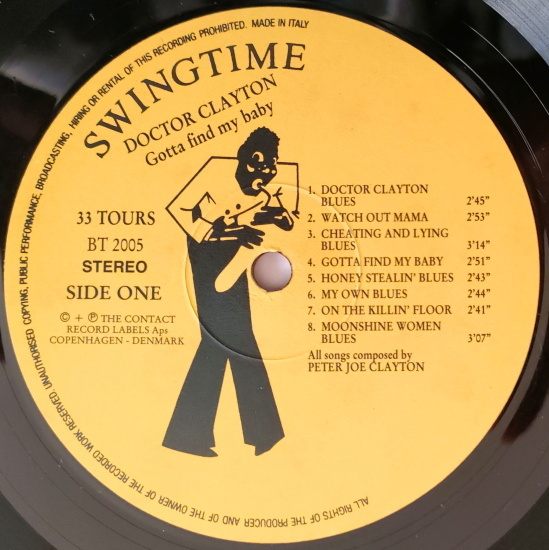 ALL RIGHTS OF THE PRODUCER AND OF THE OWNER OF THE RECORDED WORK RESERVED. UNAUTHORISED COPYING, PUBLIC PERFORMANCE, BROADCASTING, HIRING OR RENTAL OF THIS RECORDING PROHIBITED. MADE IN ITALY
SWINGTIME
DOCTOR CLAYTON
Gotta find my baby
33 TOURS
BT 2005
STEREO
SIDE ONE
© + ℗ THE CONTACT
RECORD LABELS Aps
COPENHAGEN - DENMARK
1. DOCTOR CLAYTON
BLUES 2'45"
2. WATCH OUT MAMA 2'53"
3. CHEATING AND LYING
BLUES 3'14"
4. GOTTA FIND MY BABY 2'51"
5. HONEY STEALIN' BLUES 2'43"
6. MY OWN BLUES 2'44"
7. ON THE KILLIN' FLOOR 2'41"
8. MOONSHINE WOMEN
BLUES 3'07"
All songs composed by
PETER JOE CLAYTON